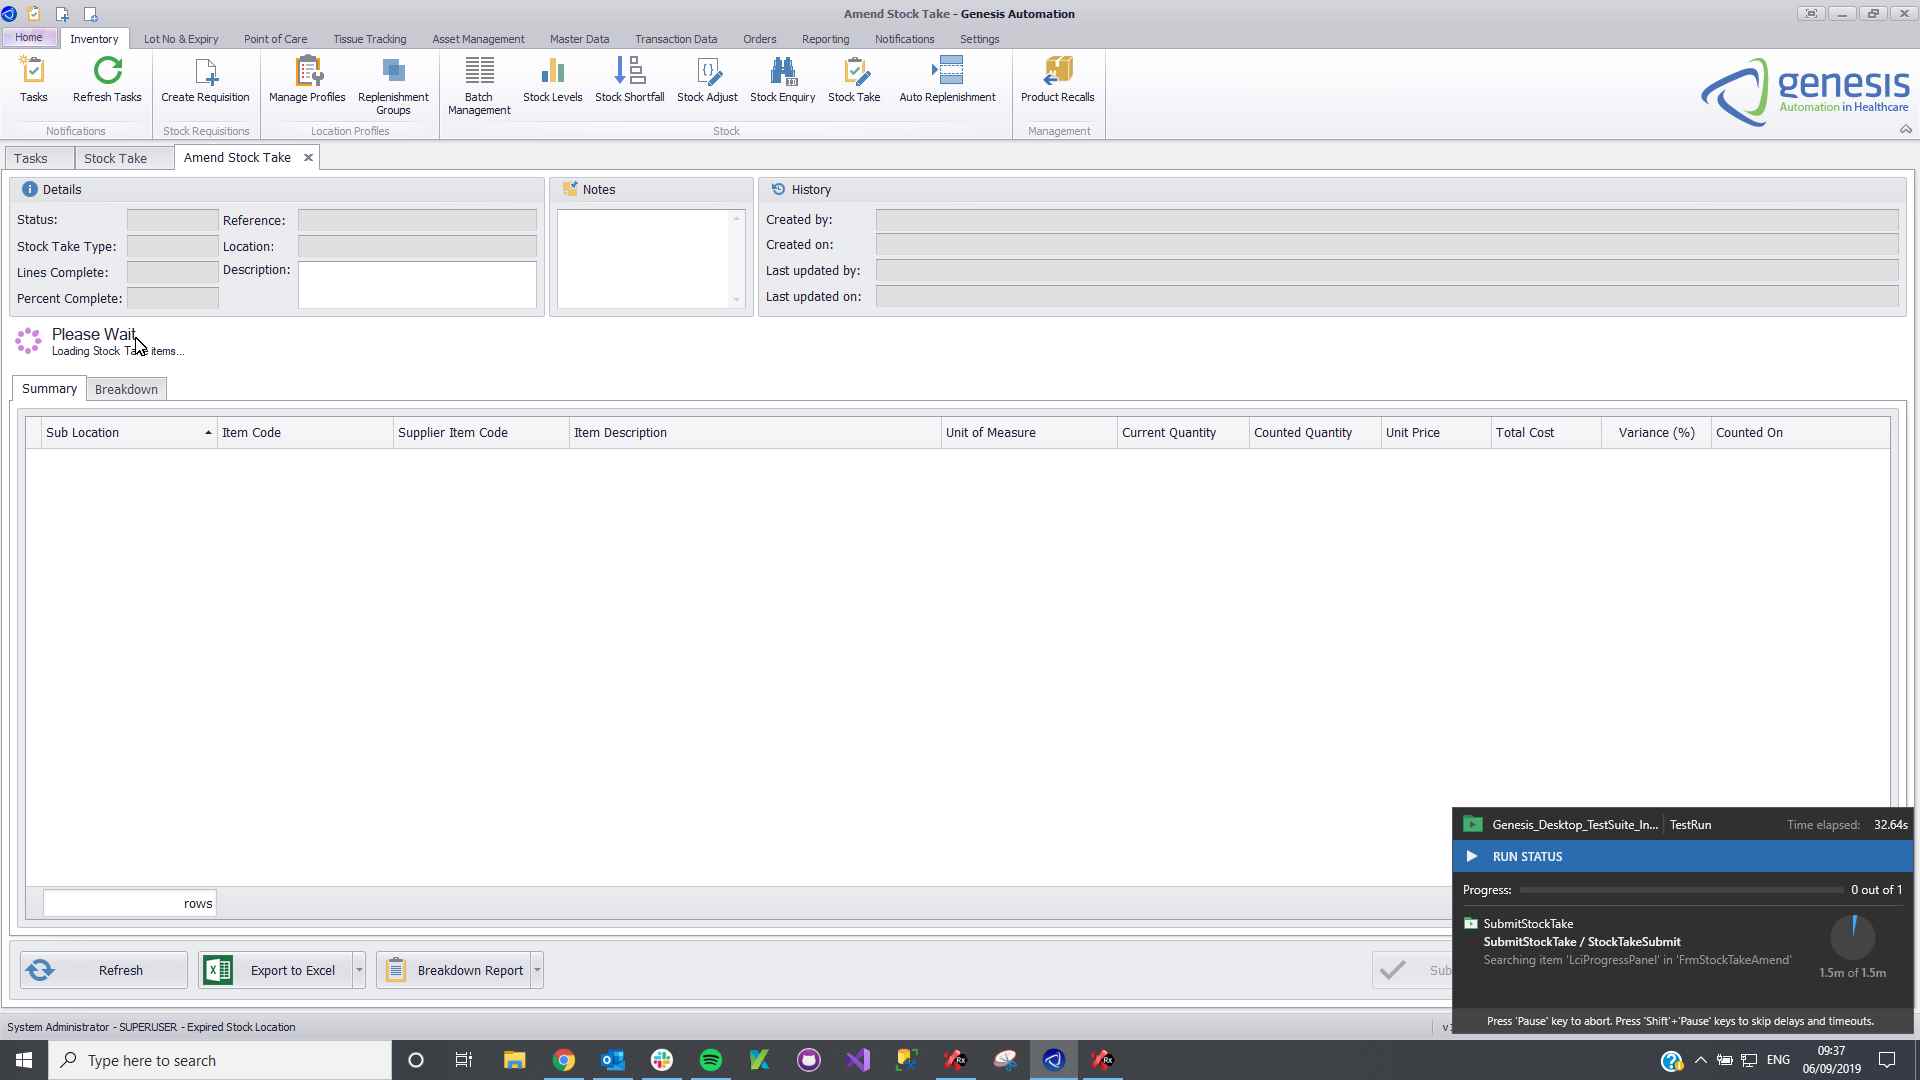 Amend Stock Take - Genesis Automation
Home
Inventory
Lot No & Expiry
Point of Care
Tissue Tracking
Asset Management
Master Data
Transaction Data
Orders
Reporting
Notifications
Settings
Tasks
Refresh Tasks
Create Requisition
Manage Profiles
Replenishment
Groups
Batch
Management
Stock Levels
Stock Shortfall
Stock Adjust
Stock Enquiry
Stock Take
Auto Replenishment
Product Recalls
Notifications
Stock Requisitions
Location Profiles
Stock
Management
genesis
Automation in Healthcare
Tasks
Stock Take
Amend Stock Take
Details
Status:
Reference:
Stock Take Type:
Location:
Lines Complete:
Description:
Percent Complete:
Notes
History
Created by:
Created on:
Last updated by:
Last updated on:
Please Wait
Loading Stock Take items...
Summary
Breakdown
Sub Location
Item Code
Supplier Item Code
Item Description
Unit of Measure
Current Quantity
Counted Quantity
Unit Price
Total Cost
Variance (%)
Counted On
rows
Refresh
Export to Excel
Breakdown Report
Sub
Genesis_Desktop_TestSuite_In...
TestRun
Time elapsed: 32.64s
RUN STATUS
Progress:
0 out of 1
SubmitStockTake
SubmitStockTake / StockTakeSubmit
Searching item 'LciProgressPanel' in 'FrmStockTakeAmend'
1.5m of 1.5m
Press 'Pause' key to abort. Press 'Shift'+'Pause' keys to skip delays and timeouts.
System Administrator - SUPERUSER - Expired Stock Location
Type here to search
ENG
09:37
06/09/2019